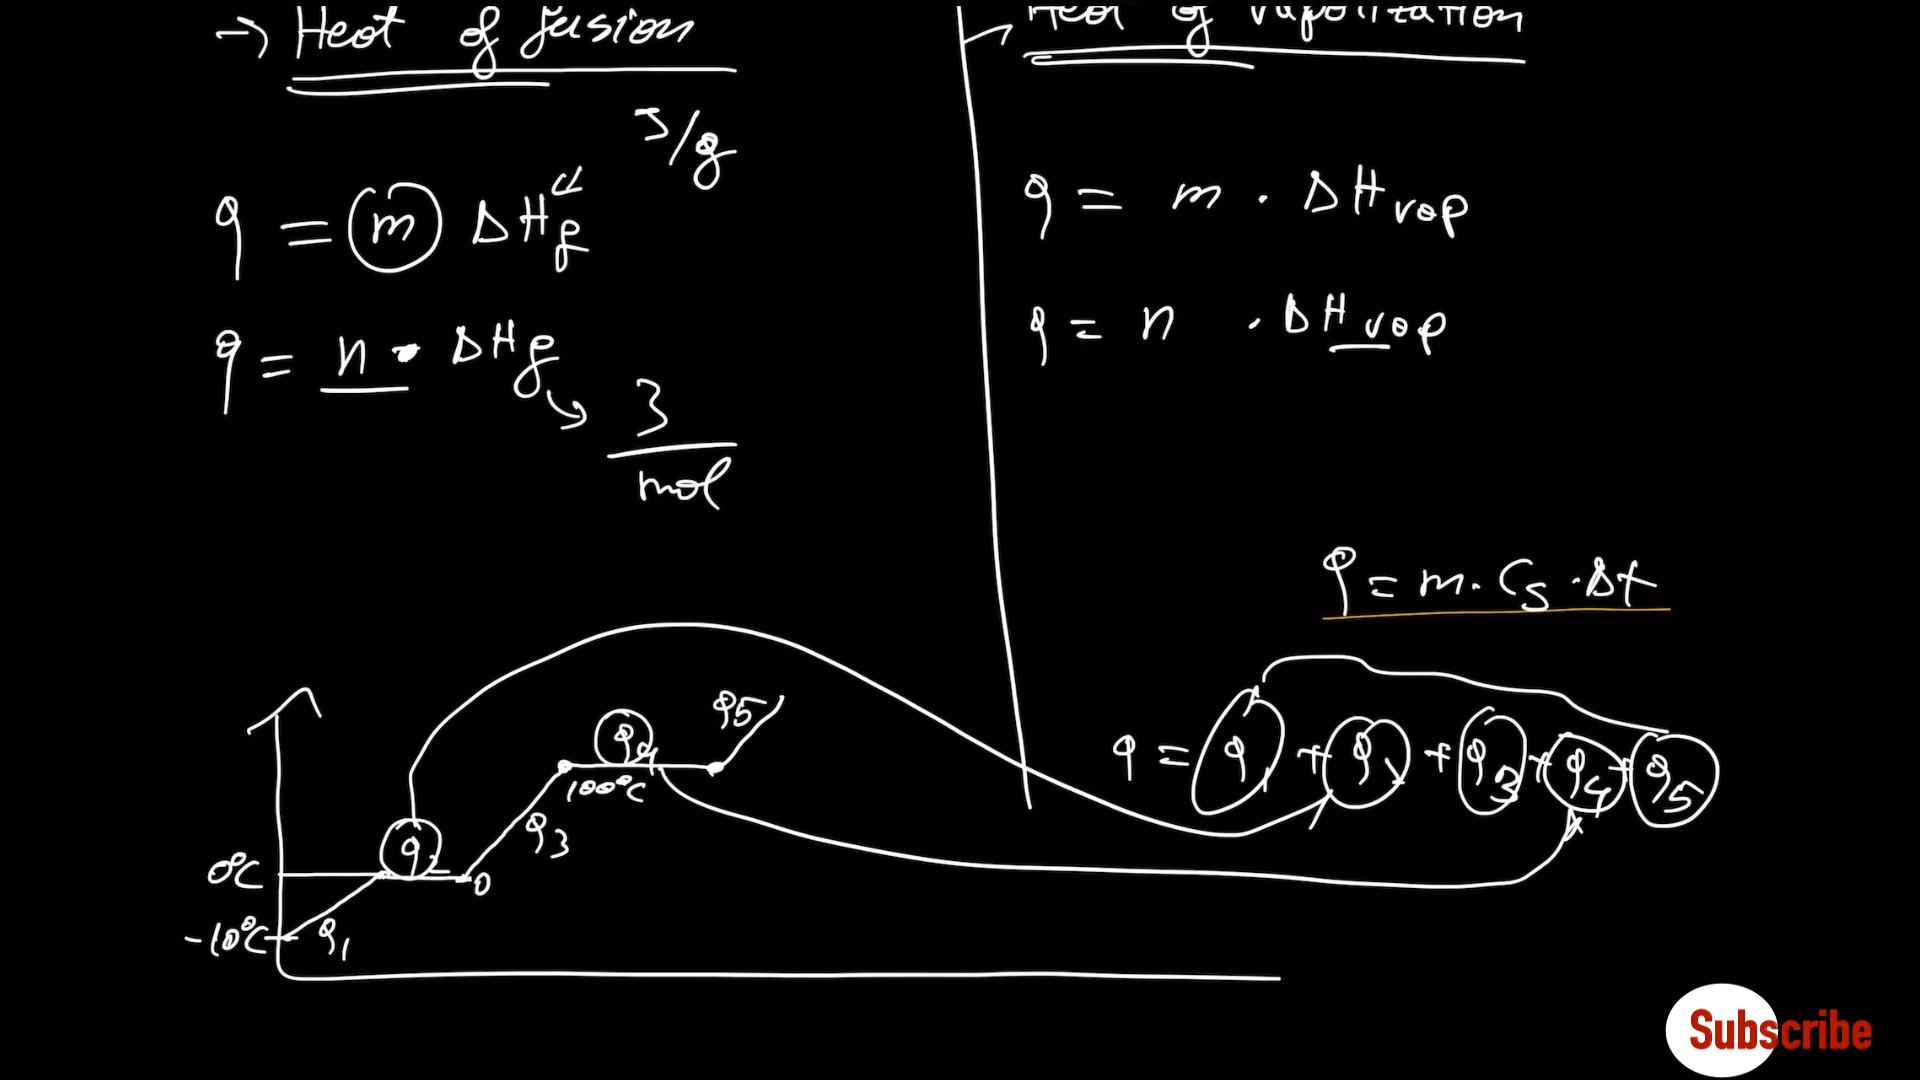 → Heat of fusion
J/g
q = m ΔHf
q = n • ΔHf
J
mol
Heat of vaporization
q = m . ΔHvap
q = n . ΔHvap
q = m. Cs .Δt
q = q1 + q2 + q3 + q4 + q5
q5
q4
100°C
q3
q2
0°C
0
-10°C
q1
Subscribe